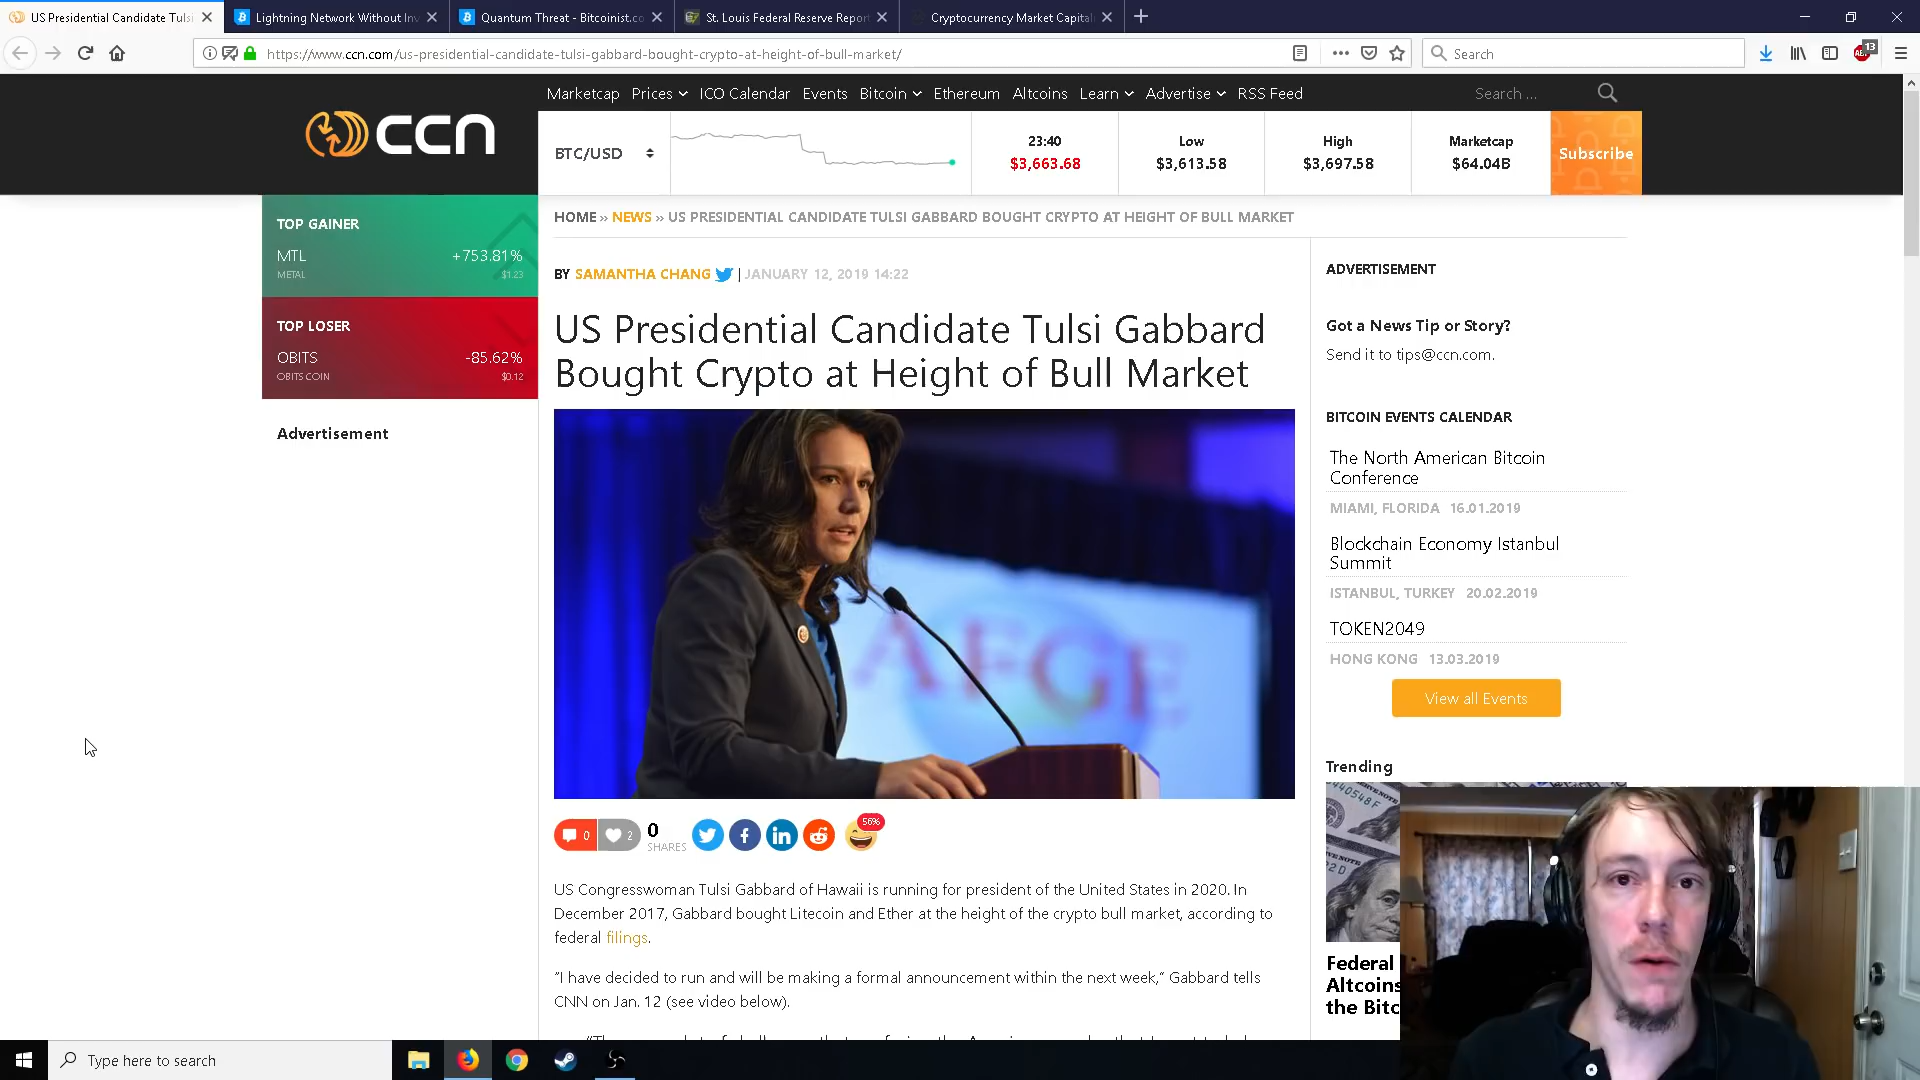 US Presidential Candidate Tulsi
Lightning Network Without Inv
Quantum Threat - Bitcoinist.co
St. Louis Federal Reserve Repor
Cryptocurrency Market Capital
https://www.ccn.com/us-presidential-candidate-tulsi-gabbard-bought-crypto-at-height-of-bull-market/
Search
13
Marketcap Prices ICO Calendar Events Bitcoin Ethereum Altcoins Learn Advertise RSS Feed
Search ...
ccn
BTC/USD
23:40
$3,663.68
Low
$3,613.58
High
$3,697.58
Marketcap
$64.04B
Subscribe
TOP GAINER
MTL +753.81%
METAL $1.23
TOP LOSER
OBITS -85.62%
OBITS COIN $0.12
Advertisement
HOME » NEWS » US PRESIDENTIAL CANDIDATE TULSI GABBARD BOUGHT CRYPTO AT HEIGHT OF BULL MARKET
BY SAMANTHA CHANG | JANUARY 12, 2019 14:22
US Presidential Candidate Tulsi Gabbard
Bought Crypto at Height of Bull Market
AFGE
0 2
0
SHARES
56%
US Congresswoman Tulsi Gabbard of Hawaii is running for president of the United States in 2020. In
December 2017, Gabbard bought Litecoin and Ether at the height of the crypto bull market, according to
federal filings.
"I have decided to run and will be making a formal announcement within the next week," Gabbard tells
CNN on Jan. 12 (see video below).
ADVERTISEMENT
Got a News Tip or Story?
Send it to tips@ccn.com.
BITCOIN EVENTS CALENDAR
The North American Bitcoin
Conference
MIAMI, FLORIDA 16.01.2019
Blockchain Economy Istanbul
Summit
ISTANBUL, TURKEY 20.02.2019
TOKEN2049
HONG KONG 13.03.2019
View all Events
Trending
Federal
Altcoins
the Bitc
Type here to search